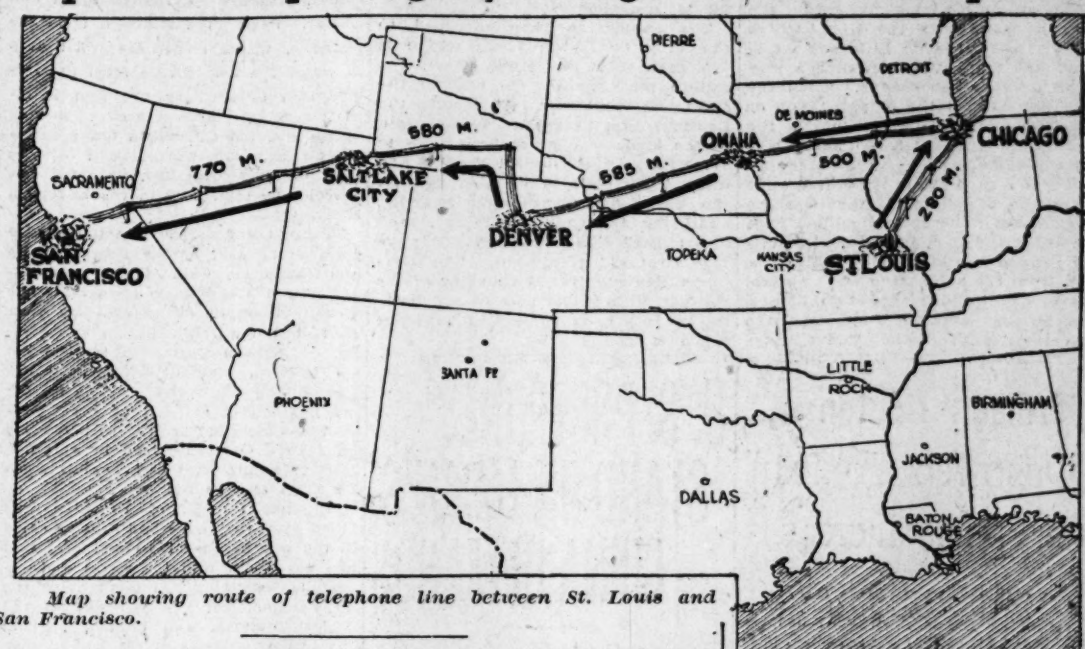 PIERRE
DETROIT
DE MOINES
CHICAGO
580 M.
OMAHA
500 M.
770 M.
585 M.
SALT LAKE
CITY
SACRAMENTO
280 M.
SAN
FRANCISCO
DENVER
TOPEKA
KANSAS
CITY
ST LOUIS
SANTA FE
LITTLE
ROCK
PHOENIX
BIRMINGHAM
JACKSON
DALLAS
BATON
ROUGE
Map showing route of telephone line between St. Louis and
San Francisco.